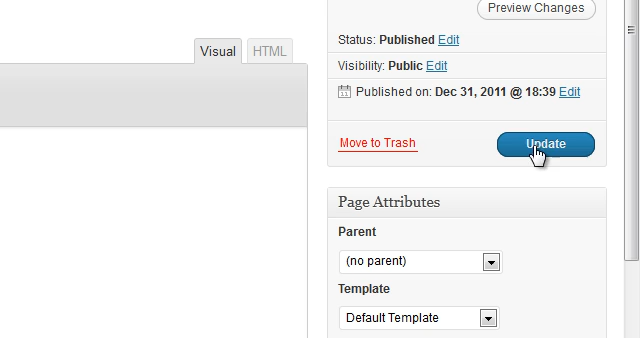 Preview Changes
Visual HTML
Status: Published Edit
Visibility: Public Edit
11
Published on: Dec 31, 2011 @ 18:39 Edit
Move to Trash
Update
Page Attributes
Parent
(no parent)
Template
Default Template